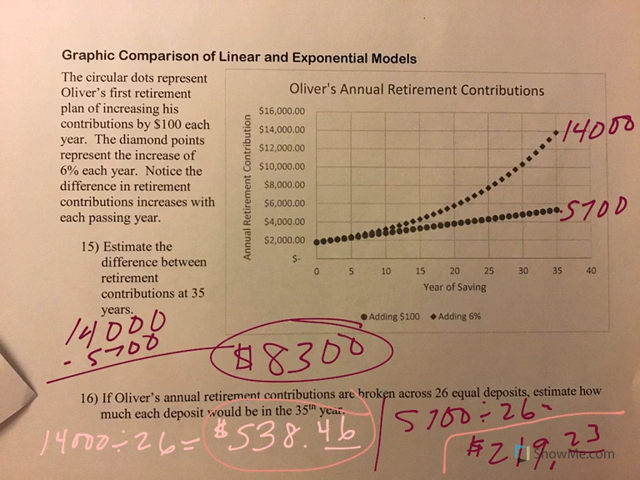 Graphic Comparison of Linear and Exponential Models
The circular dots represent
Oliver's first retirement
plan of increasing his
contributions by $100 each
year. The diamond points
represent the increase of
6% each year. Notice the
difference in retirement
contributions increases with
each passing year.
Oliver's Annual Retirement Contributions
Annual Retirement Contribution
$16,000.00
$14,000.00
$12,000.00
$10,000.00
$8,000.00
$6,000.00
$4,000.00
$2,000.00
$-
0 5 10 15 20 25 30 35 40
Year of Saving
Adding $100 Adding 6%
14000
5700
15) Estimate the
difference between
retirement
contributions at 35
years.
14000
- 5700
$8300
16) If Oliver's annual retirement contributions are broken across 26 equal deposits, estimate how
much each deposit would be in the 35th year.
14000÷26= $538.46
5700÷26=
$219.23
ShowMe.com